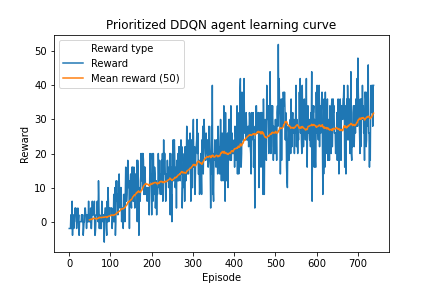 Prioritized DDQN agent learning curve
Reward type
Reward
Mean reward (50)
50
40
30
20
10
0
Reward
0 100 200 300 400 500 600 700
Episode